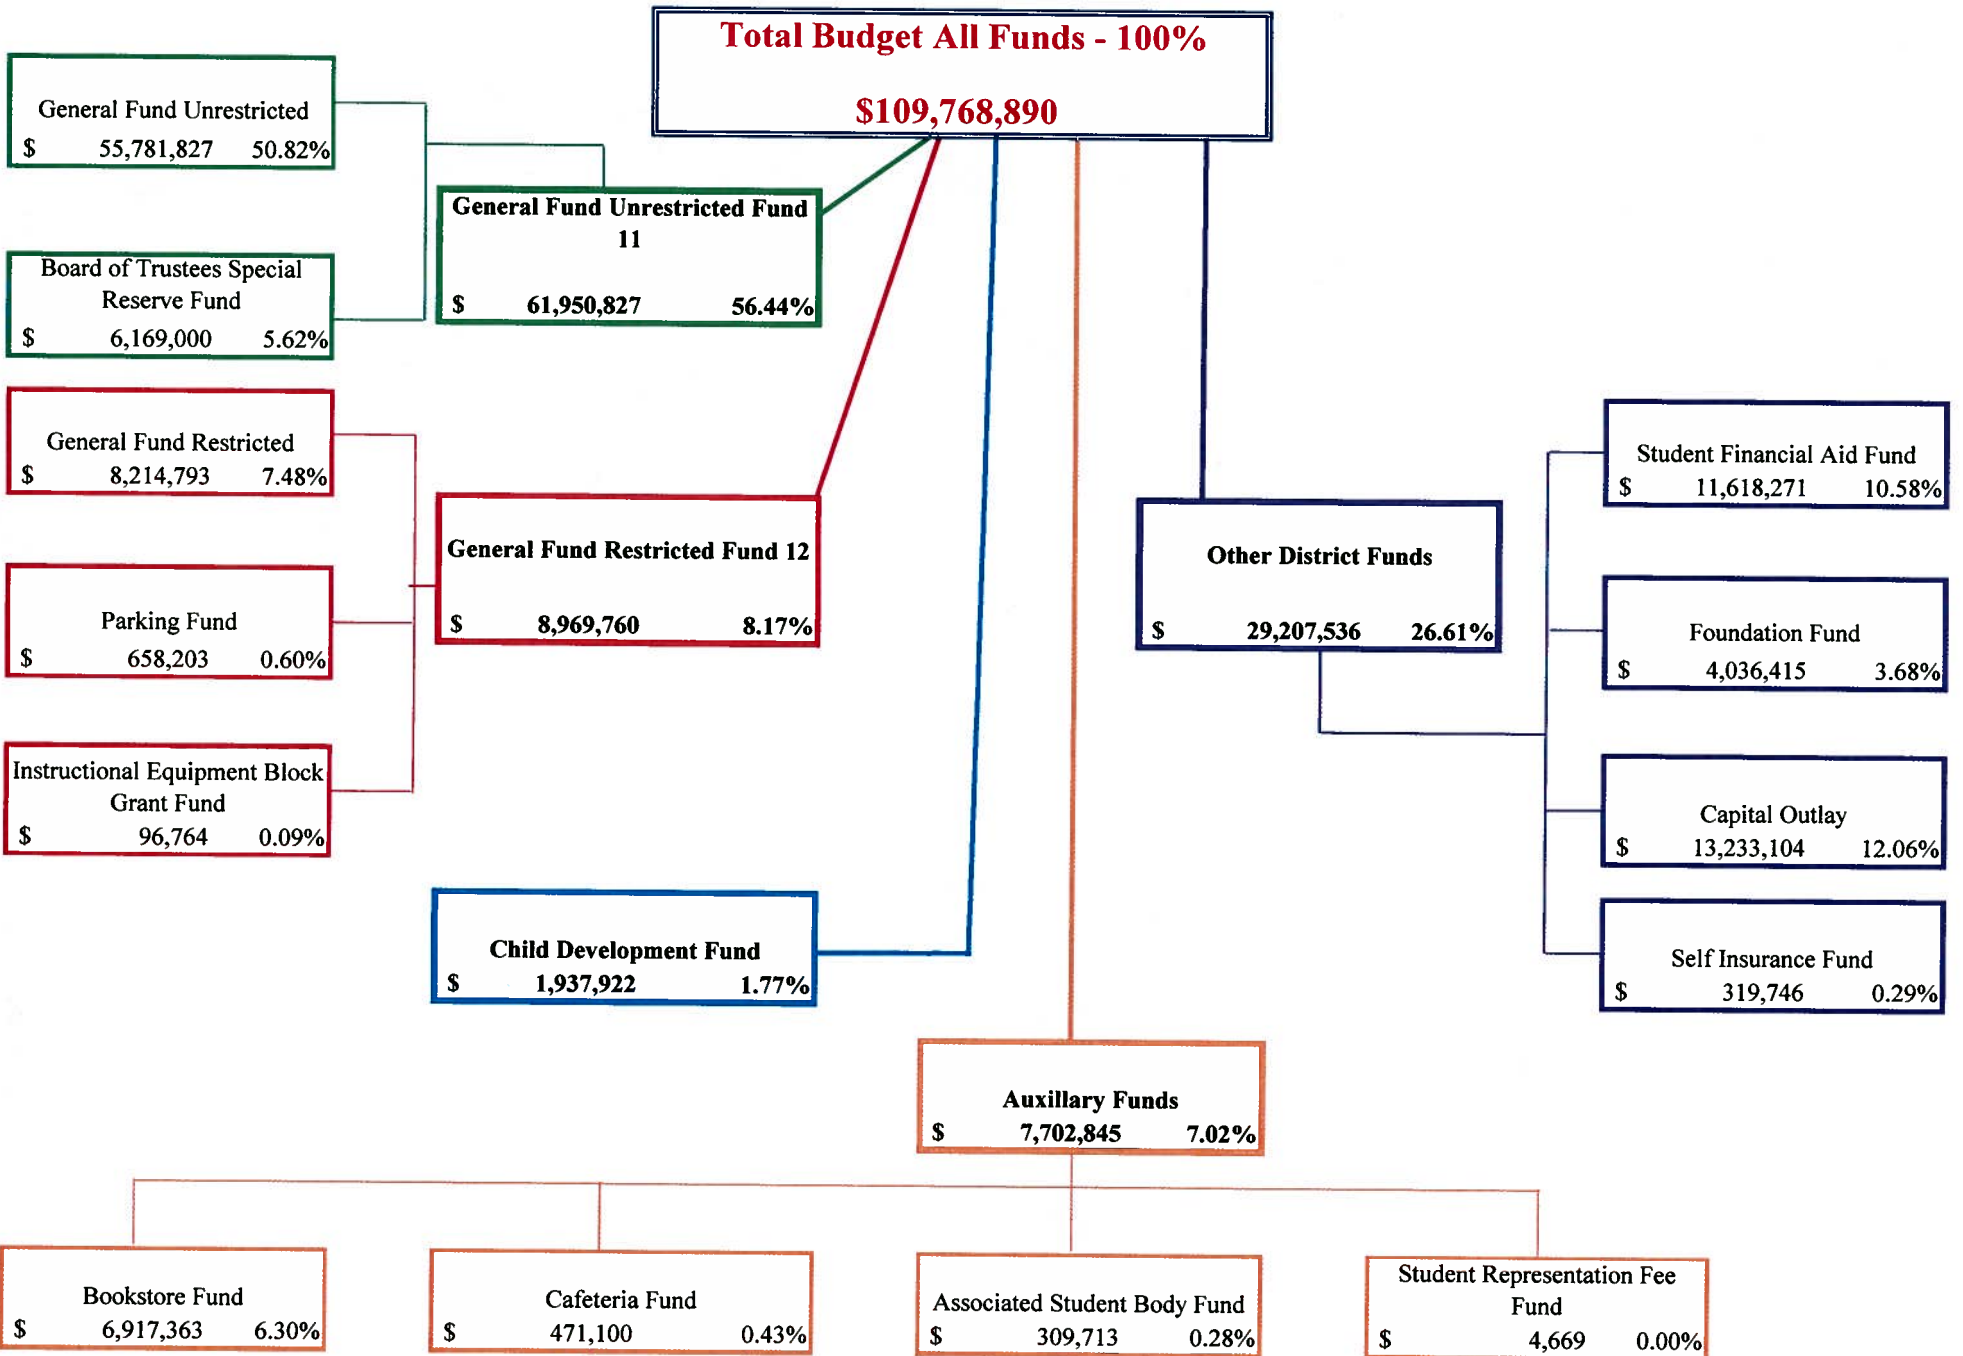 Total Budget All Funds - 100%
$109,768,890
General Fund Unrestricted
$ 55,781,827 50.82%
General Fund Unrestricted Fund
11
$ 61,950,827 56.44%
Board of Trustees Special
Reserve Fund
$ 6,169,000 5.62%
General Fund Restricted
$ 8,214,793 7.48%
General Fund Restricted Fund 12
$ 8,969,760 8.17%
Parking Fund
$ 658,203 0.60%
Instructional Equipment Block
Grant Fund
$ 96,764 0.09%
Other District Funds
$ 29,207,536 26.61%
Student Financial Aid Fund
$ 11,618,271 10.58%
Foundation Fund
$ 4,036,415 3.68%
Capital Outlay
$ 13,233,104 12.06%
Self Insurance Fund
$ 319,746 0.29%
Child Development Fund
$ 1,937,922 1.77%
Auxillary Funds
$ 7,702,845 7.02%
Bookstore Fund
$ 6,917,363 6.30%
Cafeteria Fund
$ 471,100 0.43%
Associated Student Body Fund
$ 309,713 0.28%
Student Representation Fee
Fund
$ 4,669 0.00%